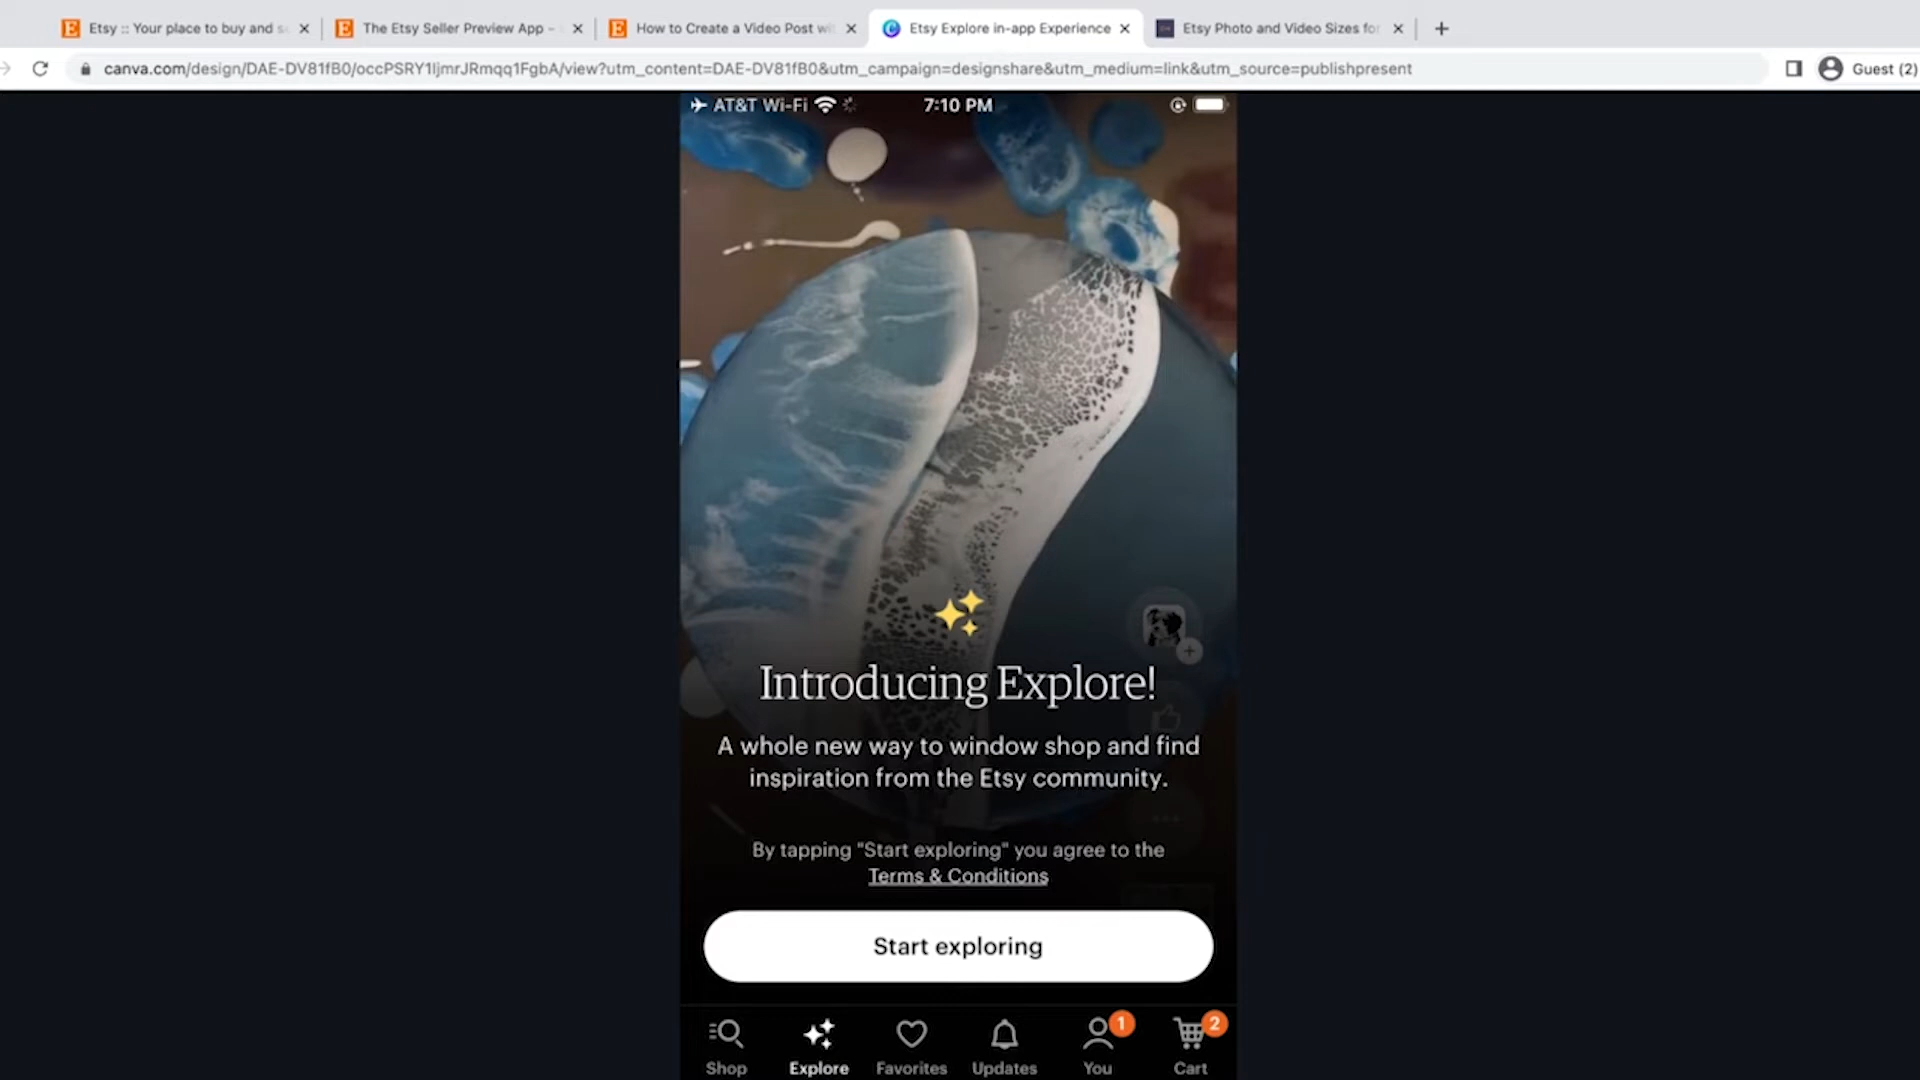 Etsy :: Your place to buy and s
The Etsy Seller Preview App –
How to Create a Video Post wit
Etsy Explore in-app Experience
Etsy Photo and Video Sizes for
canva.com/design/DAE-DV81fB0/occPSRY1IjmrJRmqq1FgbA/view?utm_content=DAE-DV81fB0&utm_campaign=designshare&utm_medium=link&utm_source=publishpresent
Guest (2)
AT&T Wi-Fi
7:10 PM
Introducing Explore!
A whole new way to window shop and find
inspiration from the Etsy community.
By tapping "Start exploring" you agree to the
Terms & Conditions
Start exploring
1
2
Shop
Explore
Favorites
Updates
You
Cart